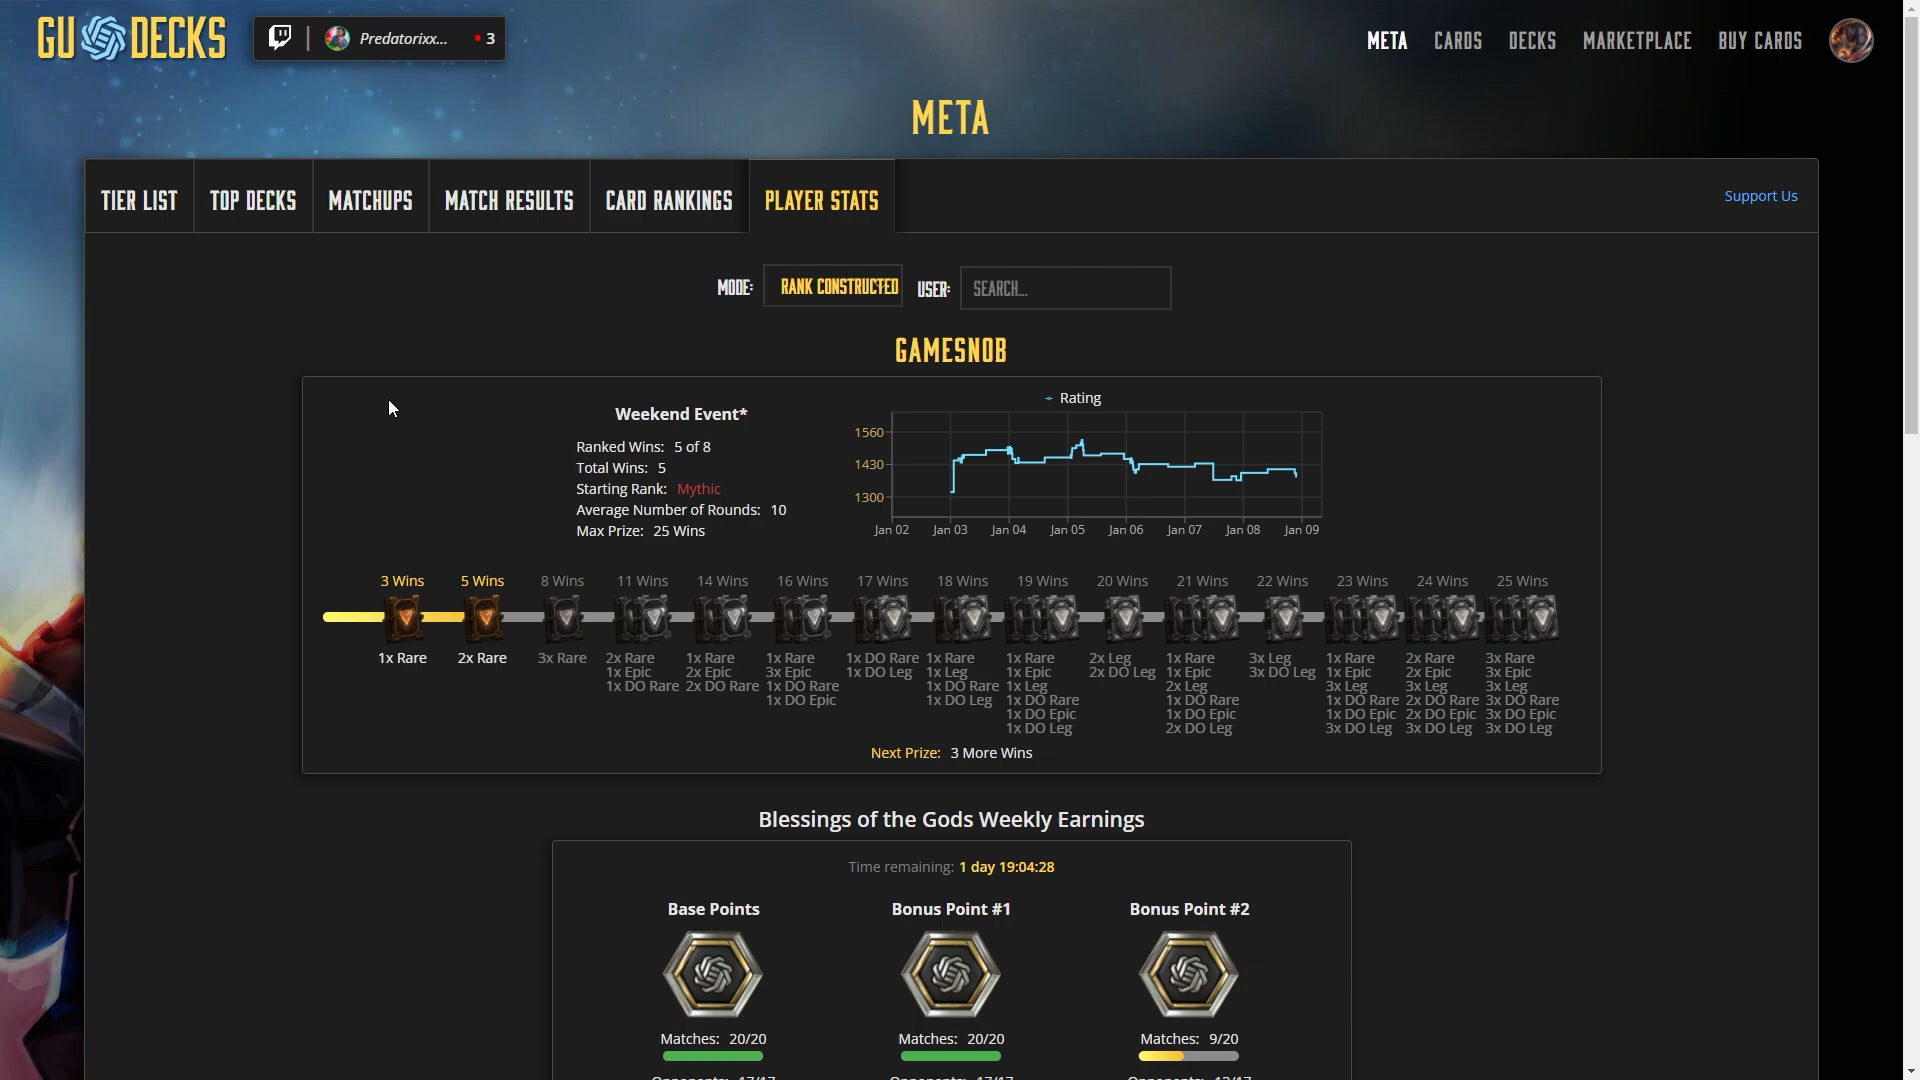 GU DECKS
Predatorixx... 3
META CARDS DECKS MARKETPLACE BUY CARDS
META
TIER LIST TOP DECKS MATCHUPS MATCH RESULTS CARD RANKINGS PLAYER STATS
Support Us
MODE: RANK CONSTRUCTED USER: SEARCH...
GAMESNOB
Weekend Event*
Ranked Wins: 5 of 8
Total Wins: 5
Starting Rank: Mythic
Average Number of Rounds: 10
Max Prize: 25 Wins
Rating
1560
1430
1300
Jan 02 Jan 03 Jan 04 Jan 05 Jan 06 Jan 07 Jan 08 Jan 09
3 Wins 5 Wins 8 Wins 11 Wins 14 Wins 16 Wins 17 Wins 18 Wins 19 Wins 20 Wins 21 Wins 22 Wins 23 Wins 24 Wins 25 Wins
1x Rare 2x Rare 3x Rare 2x Rare 1x Rare 1x Rare 1x DO Rare 1x Rare 1x Rare 2x Leg 1x Rare 3x Leg 1x Rare 2x Rare 3x Rare
1x Epic 2x Epic 3x Epic 1x DO Leg 1x Leg 1x Epic 2x DO Leg 1x Epic 3x DO Leg 1x Epic 2x Epic 3x Epic
1x DO Rare 2x DO Rare 1x DO Rare 1x DO Rare 1x Leg 2x Leg 3x Leg 3x Leg 3x Leg
1x DO Epic 1x DO Leg 1x DO Rare 1x DO Rare 1x DO Rare 2x DO Rare 3x DO Rare
1x DO Epic 1x DO Epic 1x DO Epic 2x DO Epic 3x DO Epic
1x DO Leg 2x DO Leg 3x DO Leg 3x DO Leg 3x DO Leg
Next Prize: 3 More Wins
Blessings of the Gods Weekly Earnings
Time remaining: 1 day 19:04:28
Base Points Bonus Point #1 Bonus Point #2
Matches: 20/20 Matches: 20/20 Matches: 9/20